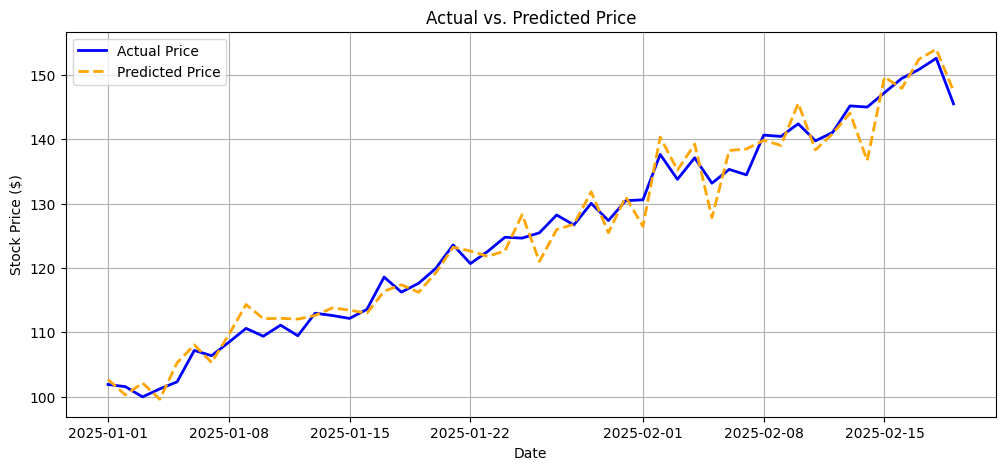 Actual vs. Predicted Price
Actual Price
Predicted Price
Stock Price ($)
150
140
130
120
110
100
2025-01-01
2025-01-08
2025-01-15
2025-01-22
2025-02-01
2025-02-08
2025-02-15
Date